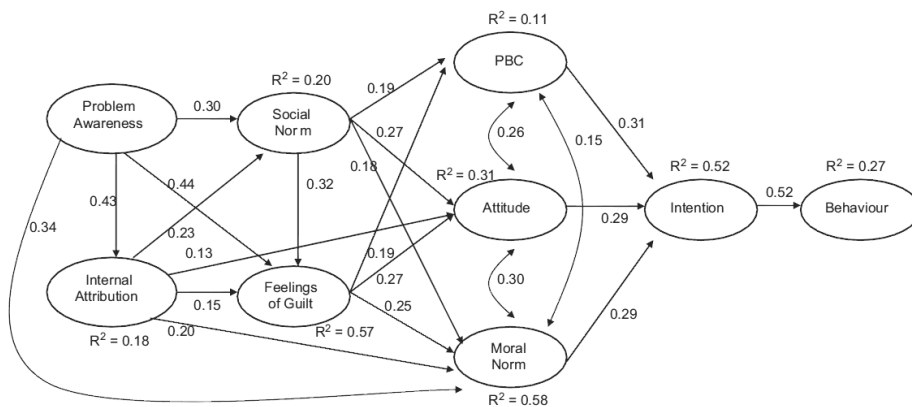 R² = 0.11
PBC
R² = 0.20
0.19
Problem
Awareness
0.30
Social
Norm
0.31
0.27
0.26
0.15
0.18
R² = 0.52
R² = 0.27
R² = 0.31
0.44
0.32
0.52
0.43
Attitude
Intention
Behaviour
0.29
0.34
0.23
0.13
0.19
Internal
Attribution
Feelings
of Guilt
0.27
0.30
0.15
0.25
0.29
R² = 0.18
0.20
R² = 0.57
Moral
Norm
R² = 0.58